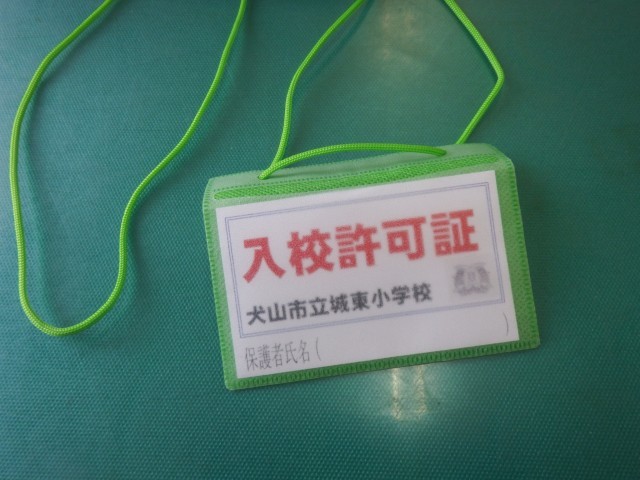 入校許可証
犬山市立城東小学校
保護者氏名(　　　　　　　　)